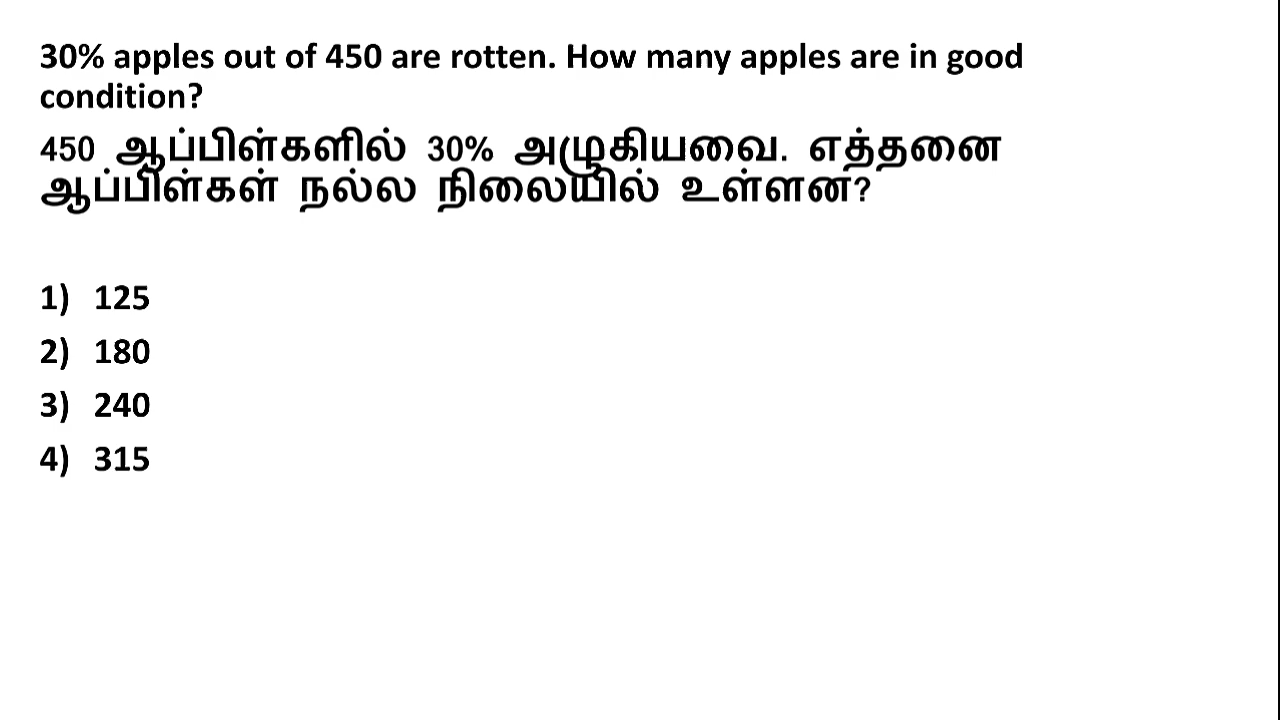 30% apples out of 450 are rotten. How many apples are in good
condition?
450 ஆப்பிள்களில் 30% அழுகியவை. எத்தனை
ஆப்பிள்கள் நல்ல நிலையில் உள்ளன?
1) 125
2) 180
3) 240
4) 315